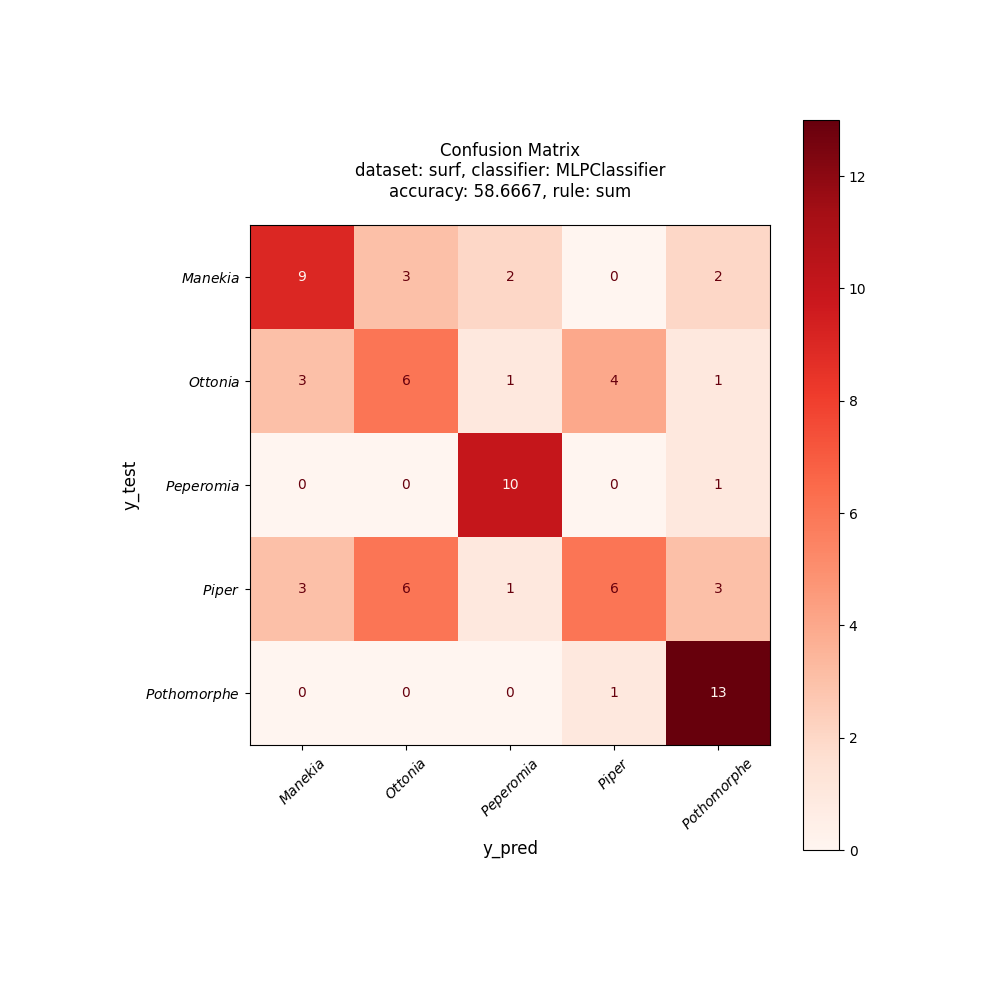 Confusion Matrix
dataset: surf, classifier: MLPClassifier
accuracy: 58.6667, rule: sum
y_test
Manekia 9 3 2 0 2
Ottonia 3 6 1 4 1
Peperomia 0 0 10 0 1
Piper 3 6 1 6 3
Pothomorphe 0 0 0 1 13
Manekia Ottonia Peperomia Piper Pothomorphe
y_pred
12
10
8
6
4
2
0